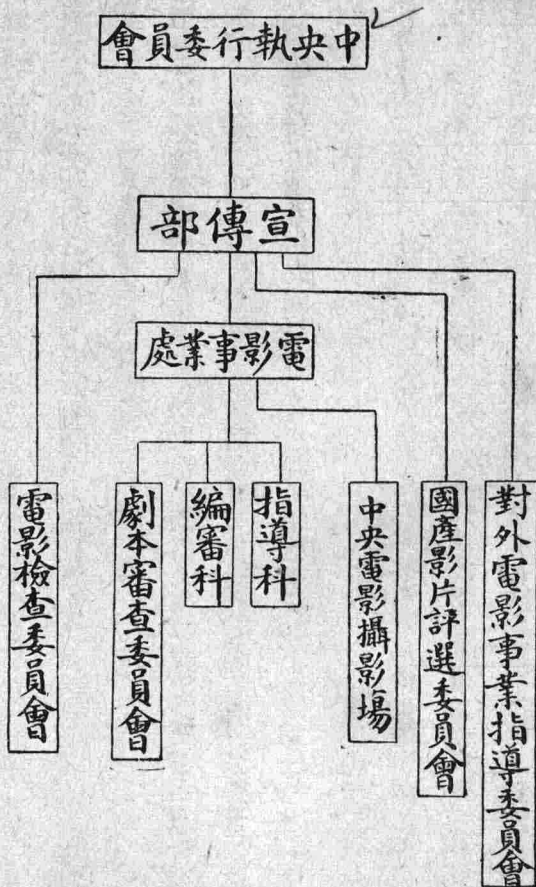 中央執行委員會
宣傳部
電影事業處
對外電影事業指導委員會
國產影片評選委員會
中央電影攝影場
指導科
編審科
劇本審查委員會
電影檢查委員會